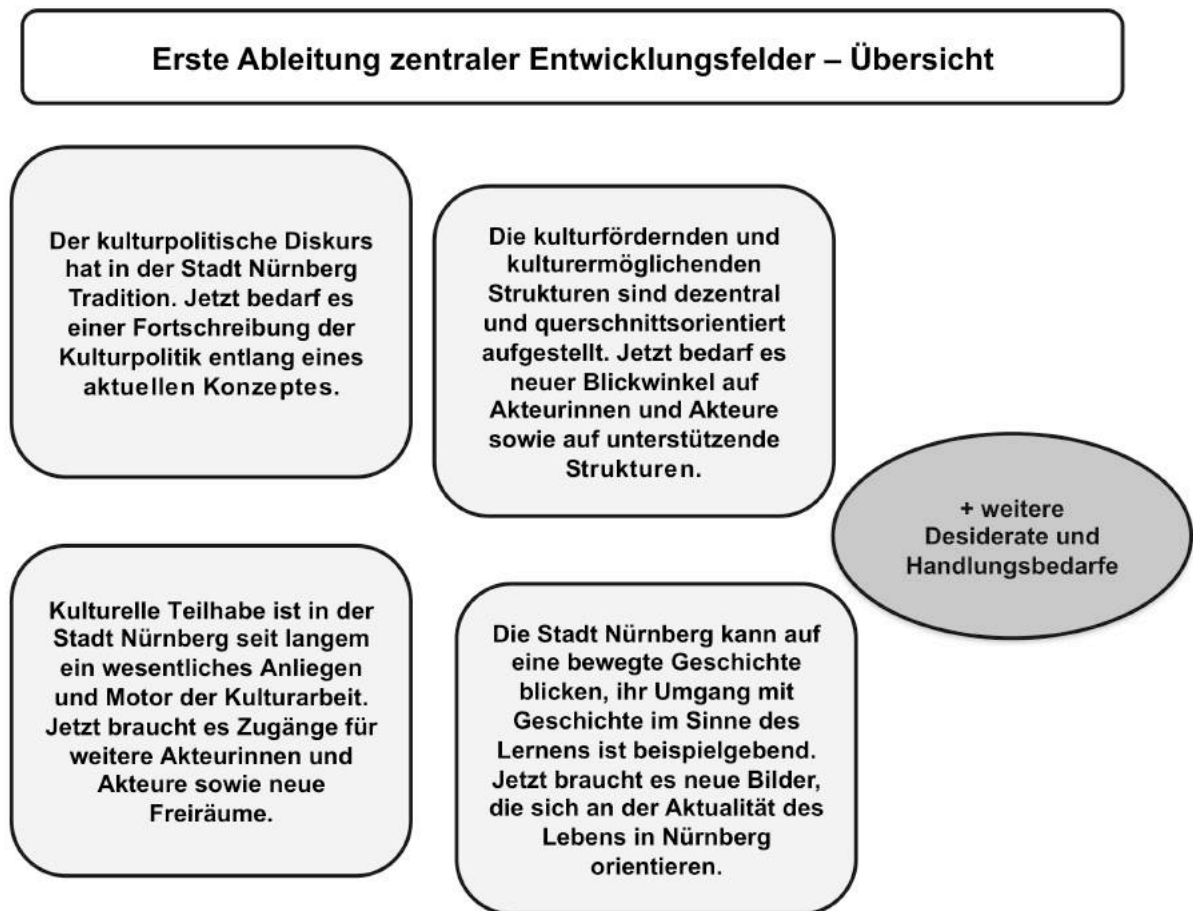 Erste Ableitung zentraler Entwicklungsfelder – Übersicht
Der kulturpolitische Diskurs
hat in der Stadt Nürnberg
Tradition. Jetzt bedarf es
einer Fortschreibung der
Kulturpolitik entlang eines
aktuellen Konzeptes.
Die kulturfördernden und
kulturermöglichenden
Strukturen sind dezentral
und querschnittsorientiert
aufgestellt. Jetzt bedarf es
neuer Blickwinkel auf
Akteurinnen und Akteure
sowie auf unterstützende
Strukturen.
+ weitere
Desiderate und
Handlungsbedarfe
Kulturelle Teilhabe ist in der
Stadt Nürnberg seit langem
ein wesentliches Anliegen
und Motor der Kulturarbeit.
Jetzt braucht es Zugänge für
weitere Akteurinnen und
Akteure sowie neue
Freiräume.
Die Stadt Nürnberg kann auf
eine bewegte Geschichte
blicken, ihr Umgang mit
Geschichte im Sinne des
Lernens ist beispielgebend.
Jetzt braucht es neue Bilder,
die sich an der Aktualität des
Lebens in Nürnberg
orientieren.